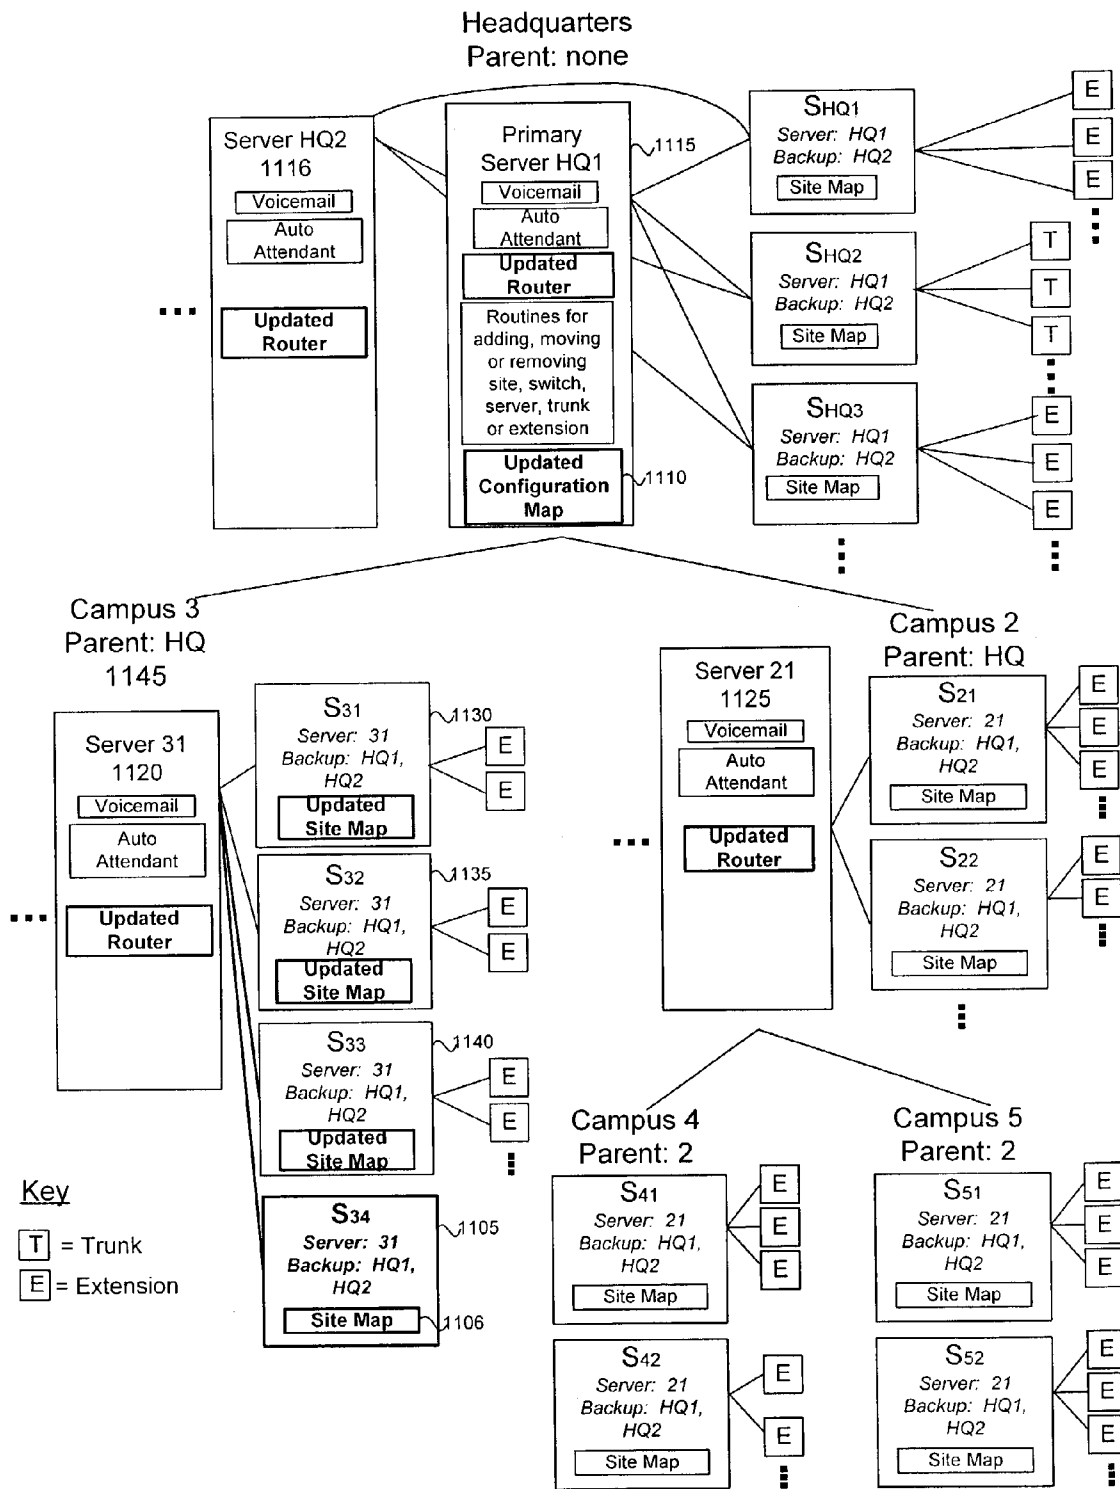 Headquarters
Parent: none
Server HQ2
1116
Voicemail
Auto
Attendant
Updated
Router
Primary
Server HQ1
Voicemail
Auto
Attendant
Updated
Router
Routines for
adding, moving
or removing
site, switch,
server, trunk
or extension
Updated
Configuration
Map
1115
1110
SHQ1
Server: HQ1
Backup: HQ2
Site Map
E
E
E
SHQ2
Server: HQ1
Backup: HQ2
Site Map
T
T
T
SHQ3
Server: HQ1
Backup: HQ2
Site Map
E
E
E
Campus 3
Parent: HQ
1145
Server 31
1120
Voicemail
Auto
Attendant
Updated
Router
S31
Server: 31
Backup: HQ1,
HQ2
Updated
Site Map
1130
E
E
S32
Server: 31
Backup: HQ1,
HQ2
Updated
Site Map
1135
E
E
S33
Server: 31
Backup: HQ1,
HQ2
Updated
Site Map
1140
E
E
S34
Server: 31
Backup: HQ1,
HQ2
Site Map
1105
1106
Campus 2
Parent: HQ
Server 21
1125
Voicemail
Auto
Attendant
Updated
Router
S21
Server: 21
Backup: HQ1,
HQ2
Site Map
E
E
E
S22
Server: 21
Backup: HQ1,
HQ2
Site Map
E
E
Campus 4
Parent: 2
S41
Server: 21
Backup: HQ1,
HQ2
Site Map
E
E
E
S42
Server: 21
Backup: HQ1,
HQ2
Site Map
E
E
Campus 5
Parent: 2
S51
Server: 21
Backup: HQ1,
HQ2
Site Map
E
E
E
S52
Server: 21
Backup: HQ1,
HQ2
Site Map
E
E
E
Key
T = Trunk
E = Extension